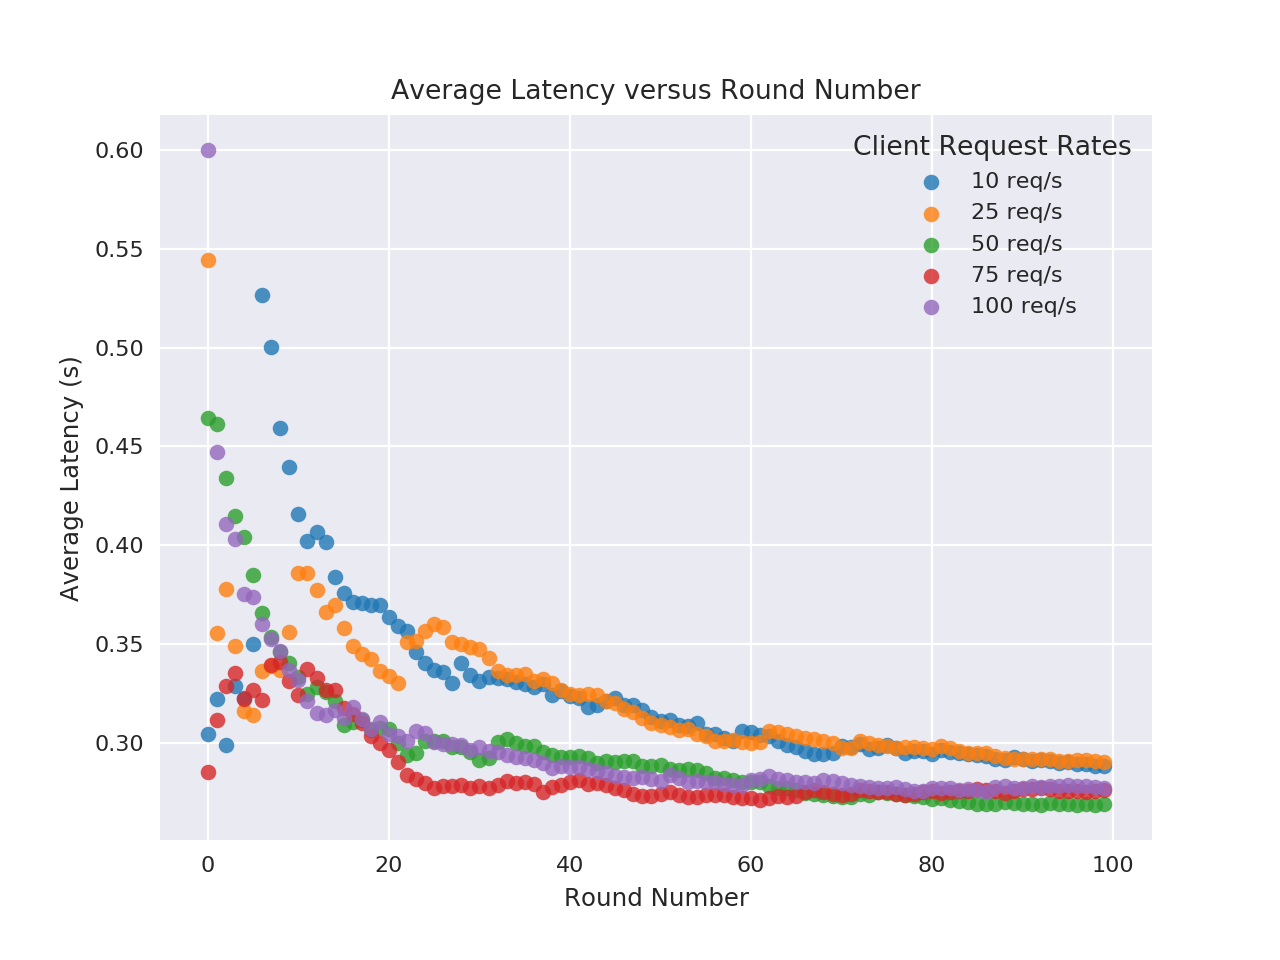 Average Latency versus Round Number
Client Request Rates
10 req/s
25 req/s
50 req/s
75 req/s
100 req/s
0.60
0.55
0.50
0.45
0.40
0.35
0.30
Average Latency (s)
0 20 40 60 80 100
Round Number